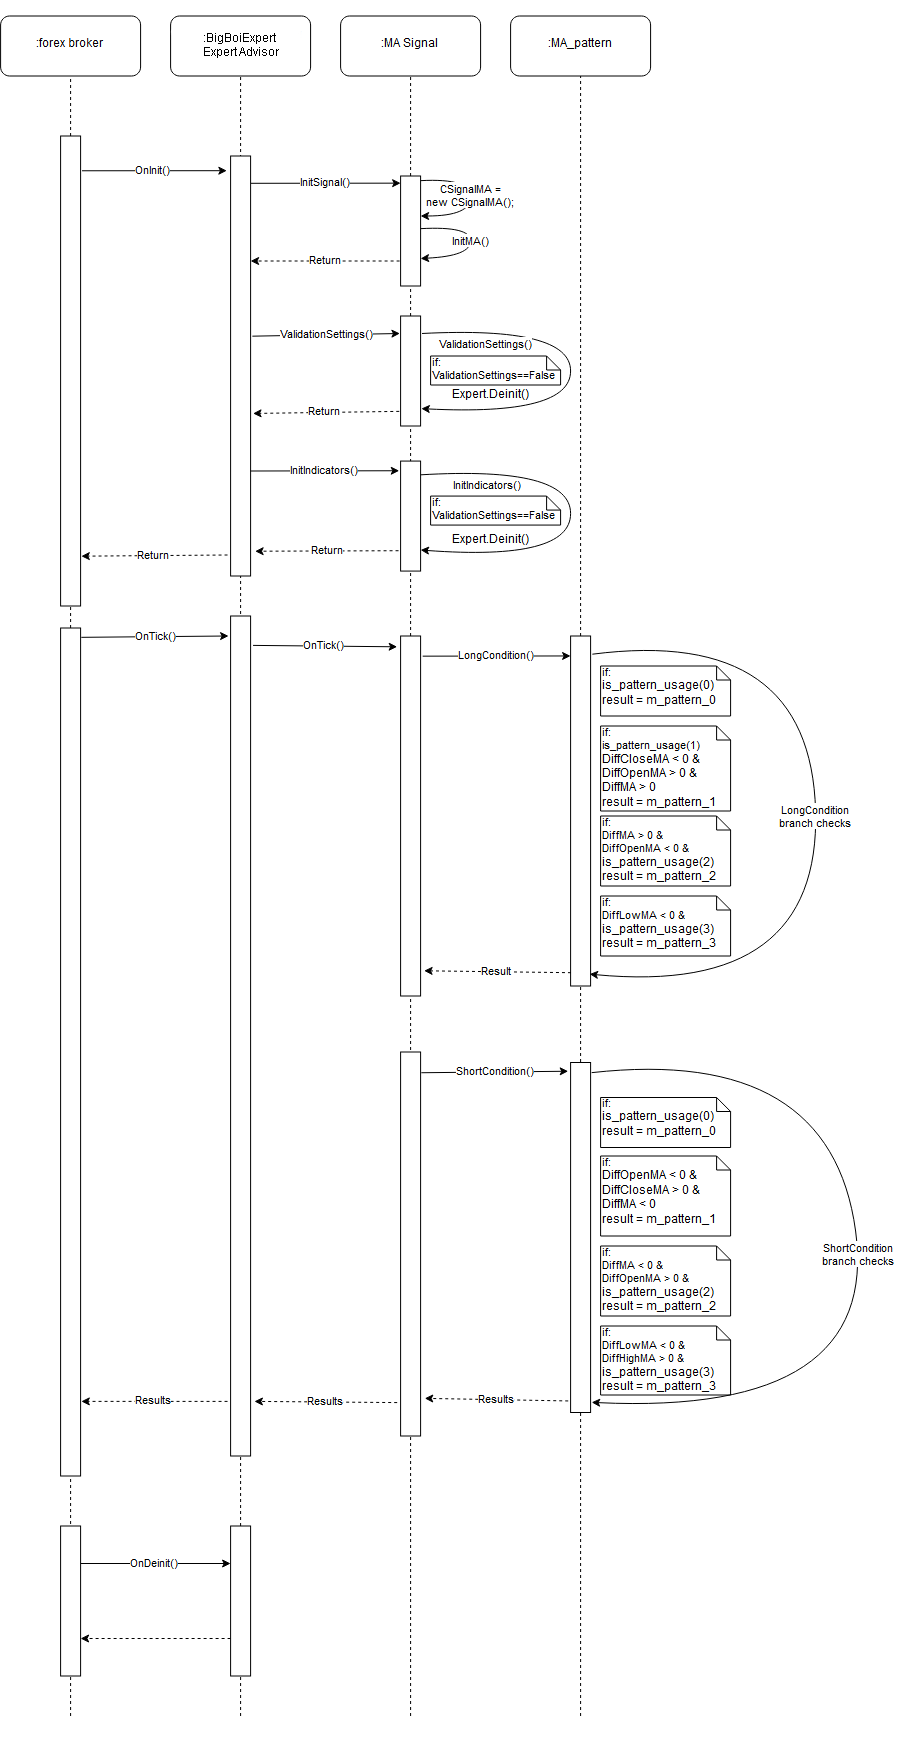 :forex broker
:BigBoiExpert
ExpertAdvisor
:MA Signal
:MA_pattern
OnInit()
InitSignal()
CSignalMA =
new CSignalMA();
InitMA()
Return
ValidationSettings()
ValidationSettings()
if:
ValidationSettings==False
Expert.Deinit()
Return
InitIndicators()
InitIndicators()
if:
ValidationSettings==False
Expert.Deinit()
Return
Return
OnTick()
OnTick()
LongCondition()
if:
is_pattern_usage(0)
result = m_pattern_0
if:
is_pattern_usage(1)
DiffCloseMA < 0 &
DiffOpenMA > 0 &
DiffMA > 0
result = m_pattern_1
LongCondition
branch checks
if:
DiffMA > 0 &
DiffOpenMA < 0 &
is_pattern_usage(2)
result = m_pattern_2
if:
DiffLowMA < 0 &
is_pattern_usage(3)
result = m_pattern_3
Result
ShortCondition()
if:
is_pattern_usage(0)
result = m_pattern_0
if:
DiffOpenMA < 0 &
DiffCloseMA > 0 &
DiffMA < 0
result = m_pattern_1
ShortCondition
branch checks
if:
DiffMA < 0 &
DiffOpenMA > 0 &
is_pattern_usage(2)
result = m_pattern_2
if:
DiffLowMA < 0 &
DiffHighMA > 0 &
is_pattern_usage(3)
result = m_pattern_3
Results
Results
Results
OnDeinit()